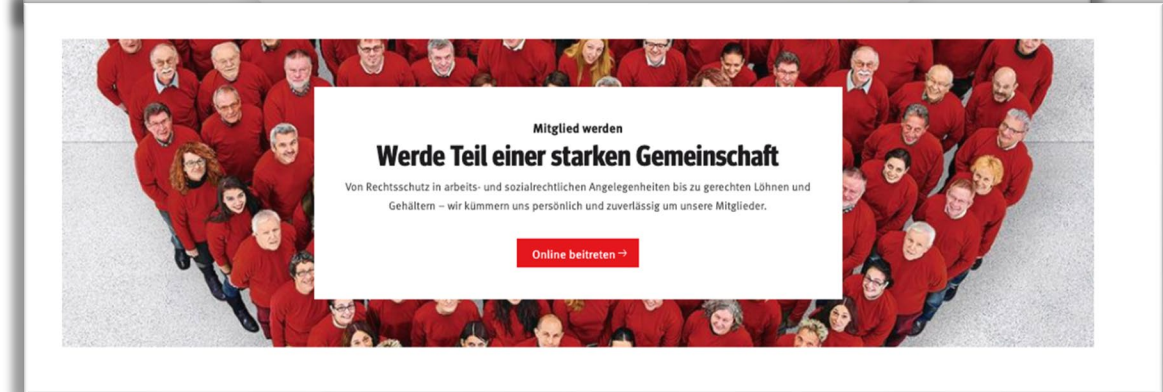 Mitglied werden
Werde Teil einer starken Gemeinschaft
Von Rechtsschutz in arbeits- und sozialrechtlichen Angelegenheiten bis zu gerechten Löhnen und
Gehältern – wir kümmern uns persönlich und zuverlässig um unsere Mitglieder.
Online beitreten →